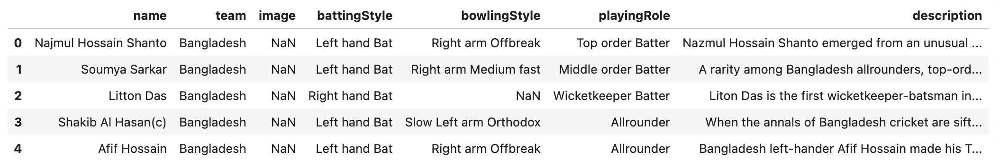 name team image battingStyle bowlingStyle playingRole description
0 Najmul Hossain Shanto Bangladesh NaN Left hand Bat Right arm Offbreak Top order Batter Nazmul Hossain Shanto emerged from an unusual ...
1 Soumya Sarkar Bangladesh NaN Left hand Bat Right arm Medium fast Middle order Batter A rarity among Bangladesh allrounders, top-ord...
2 Litton Das Bangladesh NaN Right hand Bat NaN Wicketkeeper Batter Liton Das is the first wicketkeeper-batsman in...
3 Shakib Al Hasan(c) Bangladesh NaN Left hand Bat Slow Left arm Orthodox Allrounder When the annals of Bangladesh cricket are sift...
4 Afif Hossain Bangladesh NaN Left hand Bat Right arm Offbreak Allrounder Bangladesh left-hander Afif Hossain made his T...